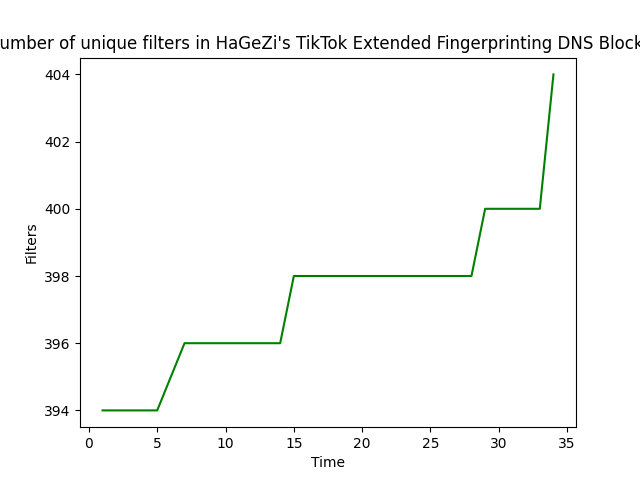 umber of unique filters in HaGeZi's TikTok Extended Fingerprinting DNS Block
404
402
400
398
396
394
Filters
0 5 10 15 20 25 30 35
Time